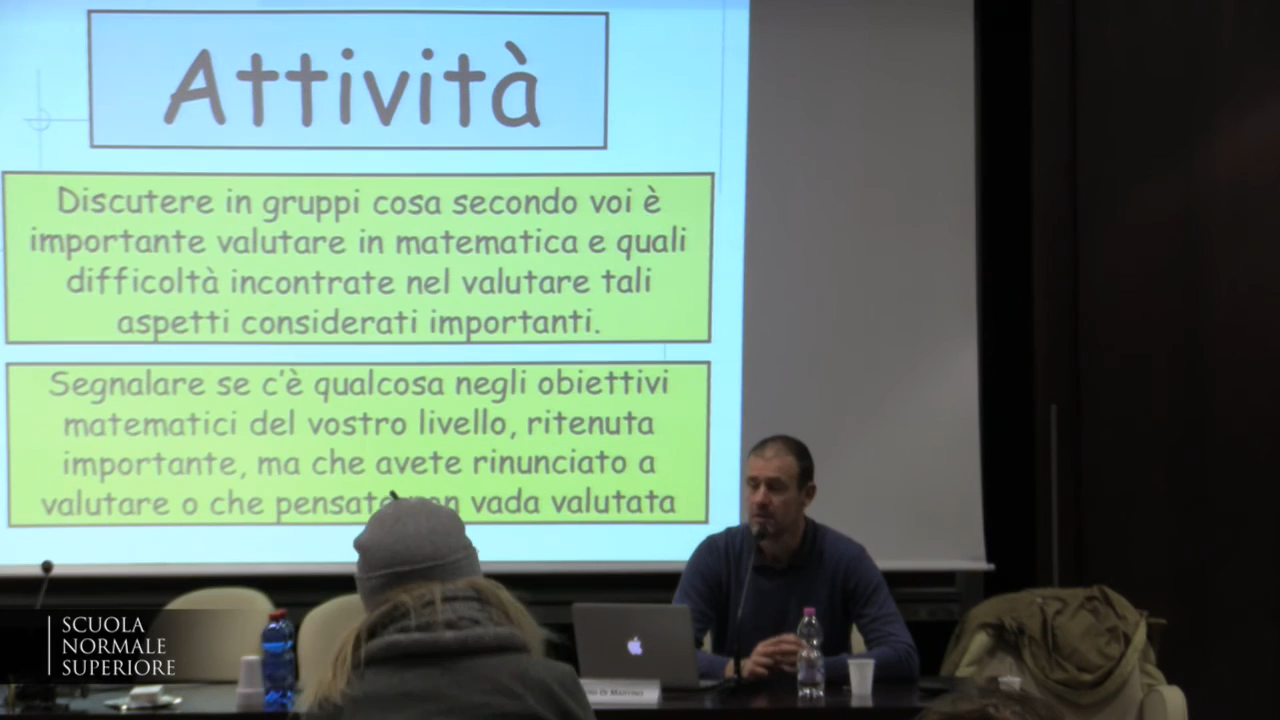 Attività
Discutere in gruppi cosa secondo voi è
importante valutare in matematica e quali
difficoltà incontrate nel valutare tali
aspetti considerati importanti.
Segnalare se c'è qualcosa negli obiettivi
matematici del vostro livello, ritenuta
importante, ma che avete rinunciato a
valutare o che pensate non vada valutata
SCUOLA
NORMALE
SUPERIORE
Di Martino